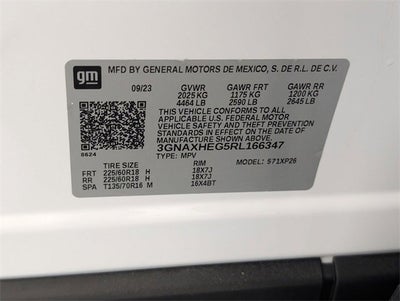 gm MFD BY GENERAL MOTORS DE MEXICO, S. DE R.L. DE C.V.
09/23 GVWR GAWR FRT GAWR RR
2025 KG 1175 KG 1200 KG
4464 LB 2590 LB 2645 LB
THIS VEHICLE CONFORMS TO ALL
APPLICABLE U.S. FEDERAL MOTOR
VEHICLE SAFETY AND THEFT PREVENTION
STANDARDS IN EFFECT ON THE DATE OF
MANUFACTURE SHOWN ABOVE.
3GNAXHEG5RL166347
8624 TYPE: MPV MODEL: 571XP26
TIRE SIZE RIM
FRT 225/60R18 H 18X7J
RR 225/60R18 H 18X7J
SPA T135/70R16 M 16X4BT